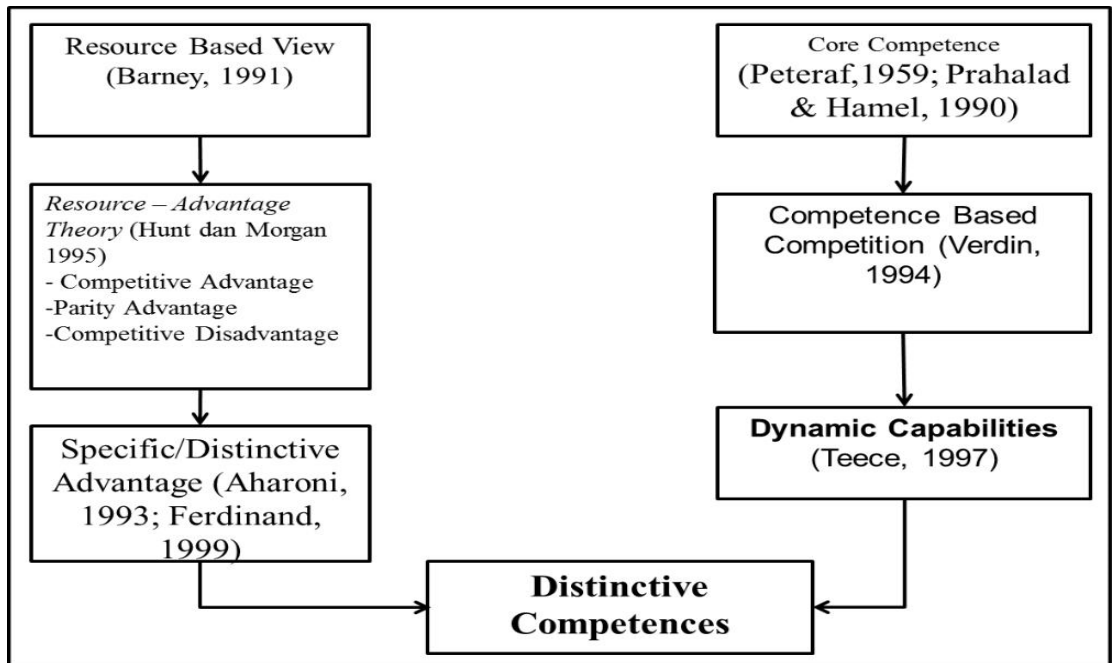 Resource Based View
(Barney, 1991)
Resource – Advantage
Theory (Hunt dan Morgan
1995)
- Competitive Advantage
-Parity Advantage
-Competitive Disadvantage
Specific/Distinctive
Advantage (Aharoni,
1993; Ferdinand,
1999)
Core Competence
(Peteraf,1959; Prahalad
& Hamel, 1990)
Competence Based
Competition (Verdin,
1994)
Dynamic Capabilities
(Teece, 1997)
Distinctive
Competences